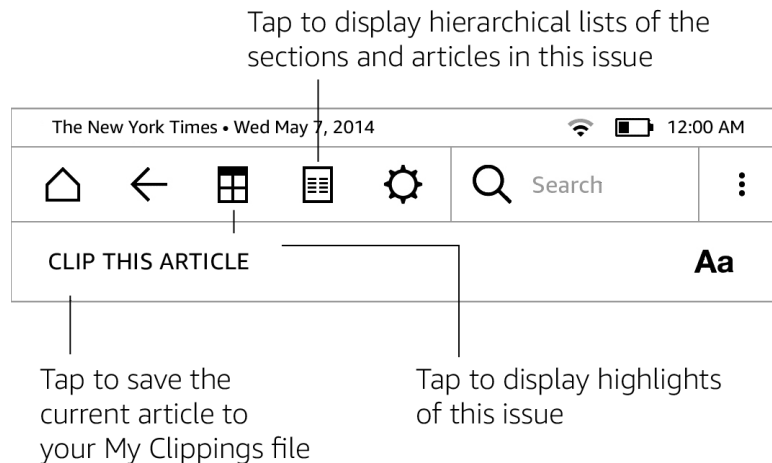 Tap to display hierarchical lists of the
sections and articles in this issue
The New York Times • Wed May 7, 2014
12:00 AM
Search
CLIP THIS ARTICLE
Aa
Tap to save the
current article to
your My Clippings file
Tap to display highlights
of this issue